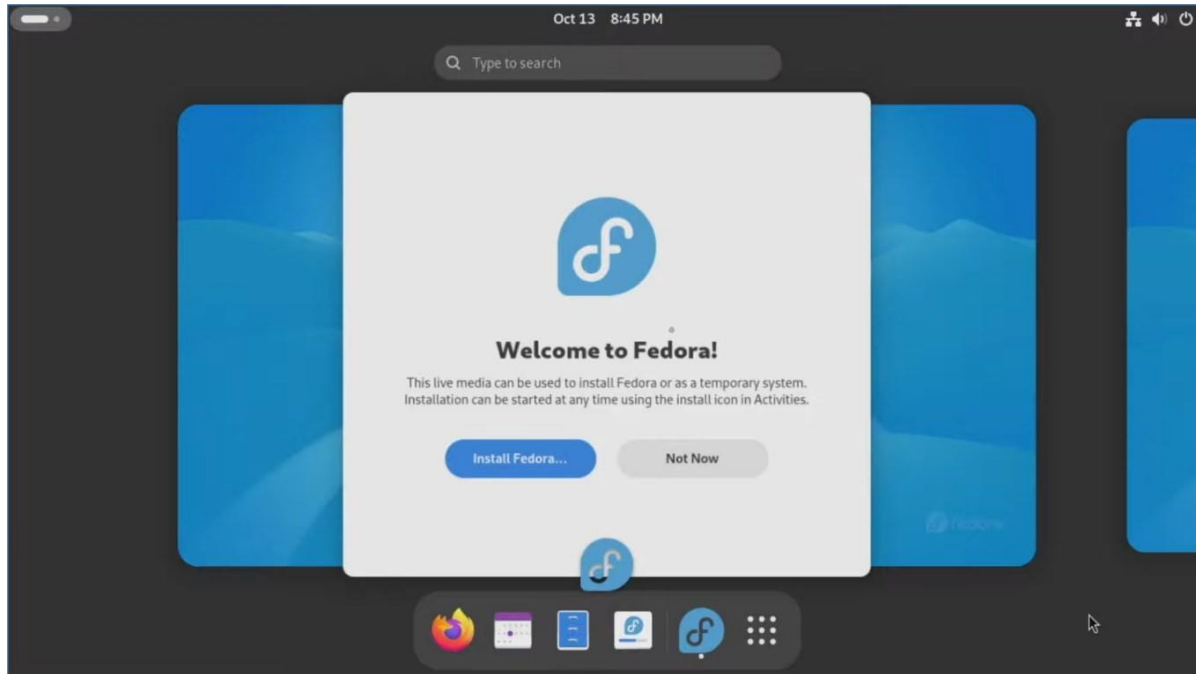 Oct 13 8:45 PM
Type to search
Welcome to Fedora!
This live media can be used to install Fedora or as a temporary system.
Installation can be started at any time using the install icon in Activities.
Install Fedora...
Not Now
fedora